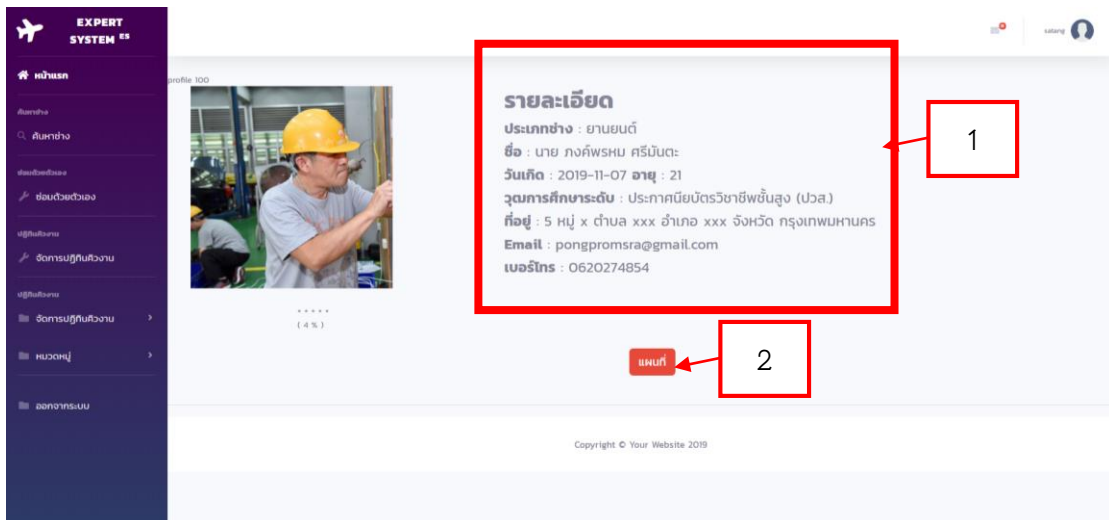 EXPERT
SYSTEM ES
หน้าแรก
ค้นหาช่าง
ค้นหาช่าง
ซ่อมด้วยตัวเอง
ซ่อมด้วยตัวเอง
ปฏิทินคิวงาน
จัดการปฏิทินคิวงาน
ปฏิทินคิวงาน
จัดการปฏิทินคิวงาน
หมวดหมู่
ออกจากระบบ
satang
profile 100
รายละเอียด
ประเภทช่าง : ยานยนต์
ชื่อ : นาย ภงค์พรหม ศรีมันตะ
วันเกิด : 2019-11-07 อายุ : 21
วุฒการศึกษาระดับ : ประกาศนียบัตรวิชาชีพชั้นสูง (ปวส.)
ที่อยู่ : 5 หมู่ x ตำบล xxx อำเภอ xxx จังหวัด กรุงเทพมหานคร
Email : pongpromsra@gmail.com
เบอร์โทร : 0620274854
1
( 4 % )
แผนที่
2
Copyright © Your Website 2019